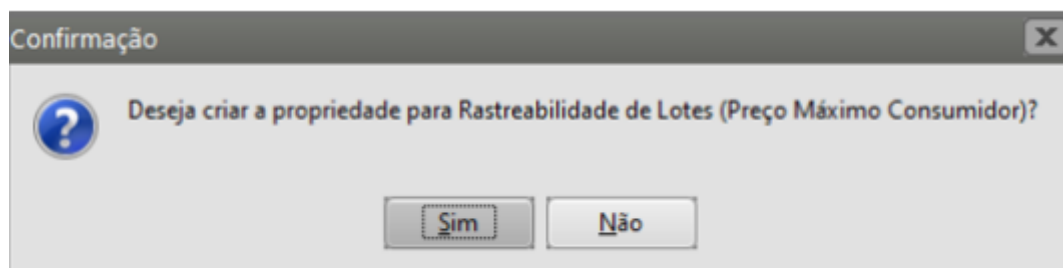 Confirmação
Deseja criar a propriedade para Rastreabilidade de Lotes (Preço Máximo Consumidor)?
Sim
Não